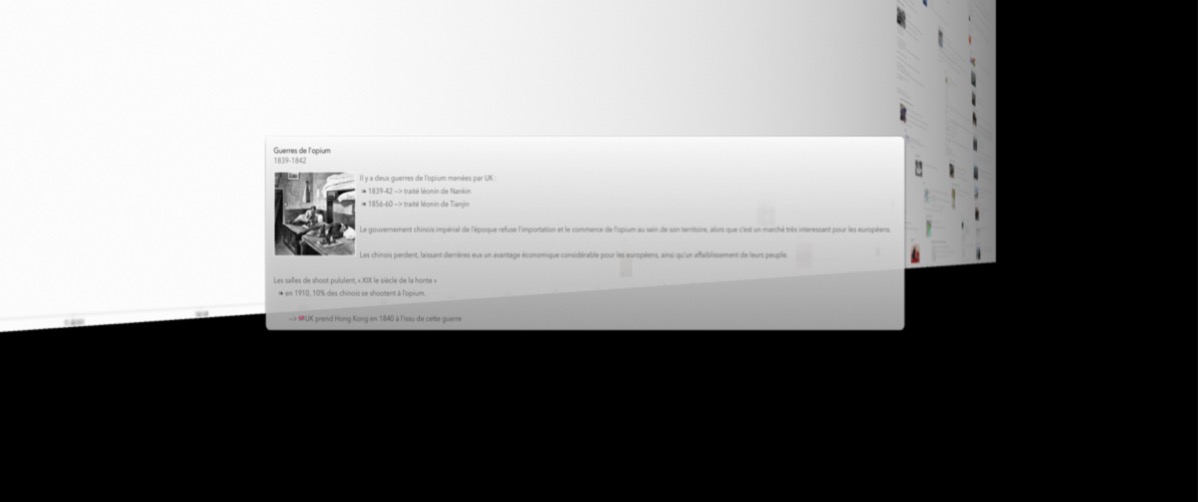 Guerres de l'opium
1839-1842
Il y a deux guerres de l'opium menées par UK :
➜ 1839-42 --> traité léonin de Nankin
➜ 1856-60 --> traité léonin de Tianjin
Le gouvernement chinois impérial de l'époque refuse l'importation et le commerce de l'opium au sein de son territoire, alors que c'est un marché très interessant pour les européens.
Les chinois perdent, laissant derrières eux un avantage économique considérable pour les européens, ainsi qu'un affaiblissement de leurs peuple.
Les salles de shoot pululent, « XIX le siècle de la honte »
➜ en 1910, 10% des chinois se shootent à l'opium.
--> UK prend Hong Kong en 1840 à l'issu de cette guerre